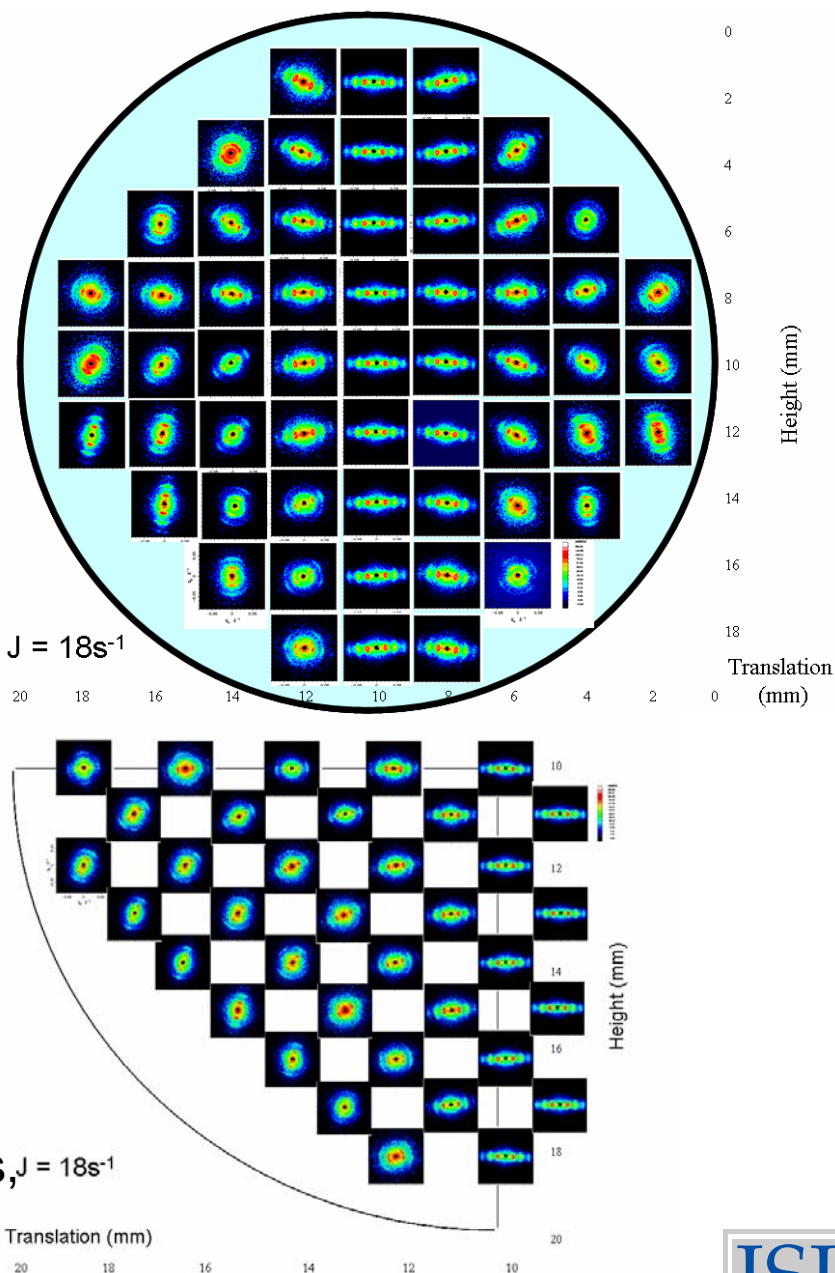 0
2
4
6
8
10
12
14
16
18
Height (mm)
J = 18s⁻¹
Translation
(mm)
20 18 16 14 12 10 8 6 4 2 0
10
12
14
16
18
20
Height (mm)
s, J = 18s⁻¹
Translation (mm)
20 18 16 14 12 10
ISI